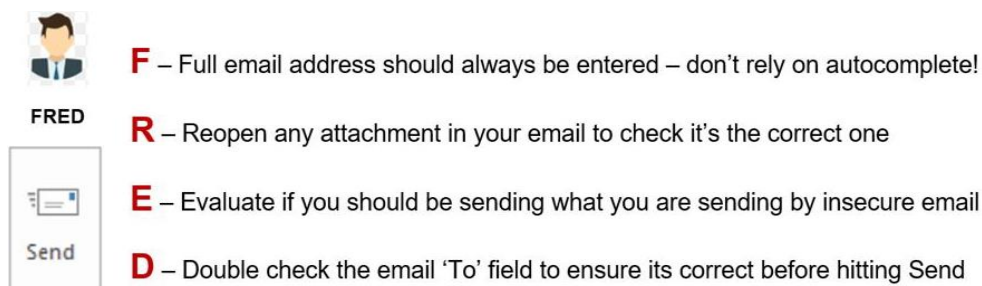 F – Full email address should always be entered – don’t rely on autocomplete!
FRED
R – Reopen any attachment in your email to check it’s the correct one
E – Evaluate if you should be sending what you are sending by insecure email
Send
D – Double check the email ‘To’ field to ensure its correct before hitting Send